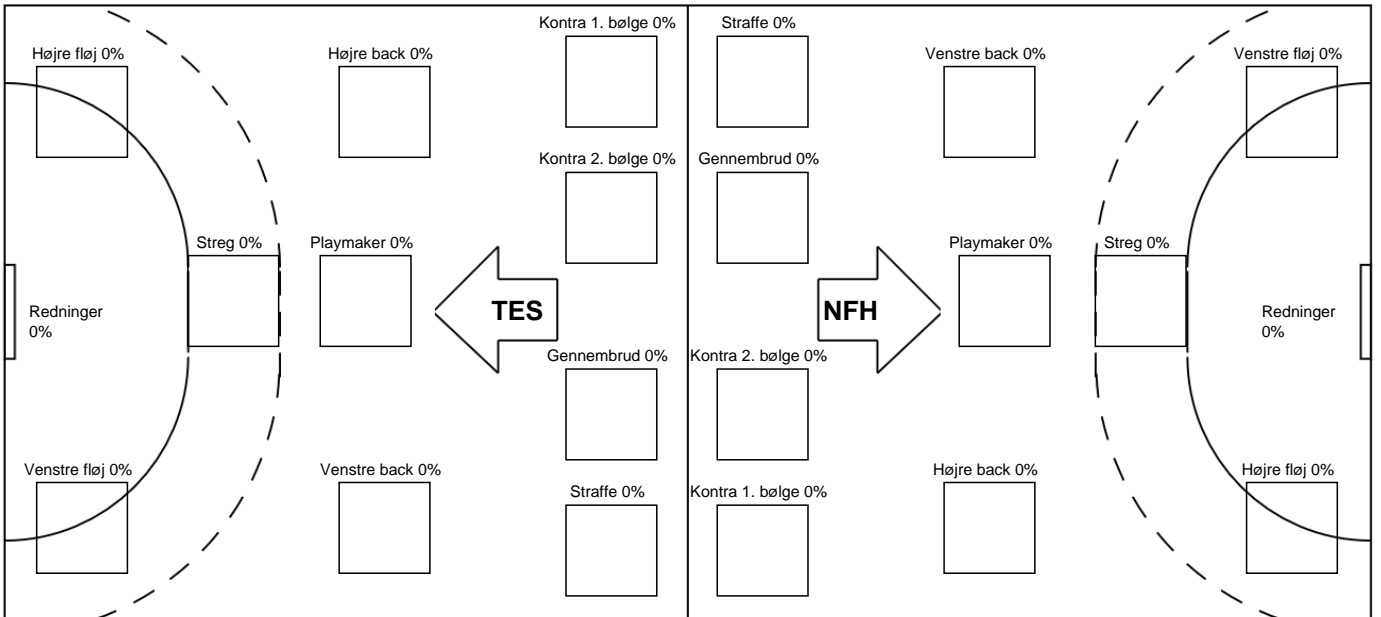 Kontra 1. bølge 0%
Straffe 0%
Højre fløj 0%
Højre back 0%
Venstre back 0%
Venstre fløj 0%
Kontra 2. bølge 0%
Gennembrud 0%
Streg 0%
Playmaker 0%
Playmaker 0%
Streg 0%
Redninger
0%
TES
NFH
Redninger
0%
Gennembrud 0%
Kontra 2. bølge 0%
Venstre fløj 0%
Venstre back 0%
Højre back 0%
Højre fløj 0%
Straffe 0%
Kontra 1. bølge 0%